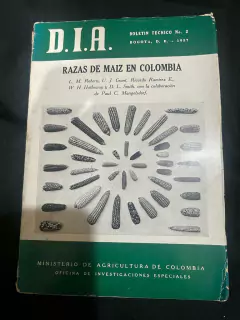 D.I.A.
BOLETIN TECNICO No. 2
BOGOTA, D. E. - 1957
RAZAS DE MAIZ EN COLOMBIA
L. M. Roberts, U. J. Grant, Ricardo Ramírez E.,
W. H. Hatheway y D. L. Smith, con la colaboración
de Paul C. Mangelsdorf.
MINISTERIO DE AGRICULTURA DE COLOMBIA
OFICINA DE INVESTIGACIONES ESPECIALES